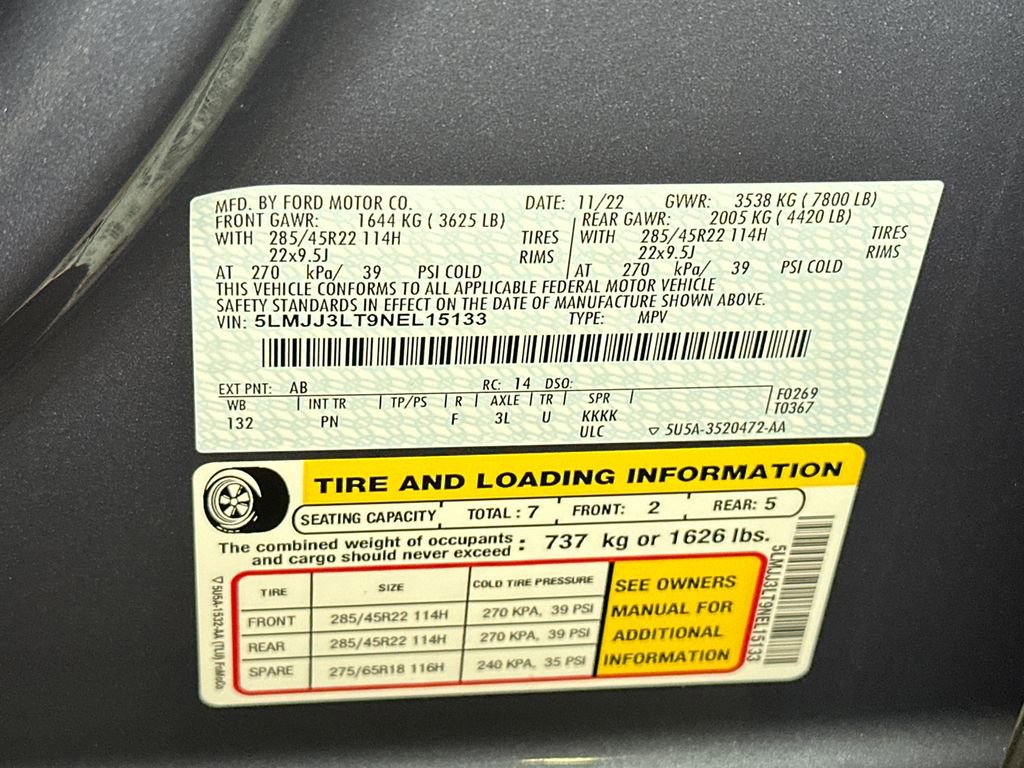 MFD. BY FORD MOTOR CO. DATE: 11/22 GVWR: 3538 KG ( 7800 LB)
FRONT GAWR: 1644 KG ( 3625 LB) REAR GAWR: 2005 KG ( 4420 LB)
WITH 285/45R22 114H TIRES WITH 285/45R22 114H TIRES
22x9.5J RIMS 22x9.5J RIMS
AT 270 kPa/ 39 PSI COLD AT 270 kPa/ 39 PSI COLD
THIS VEHICLE CONFORMS TO ALL APPLICABLE FEDERAL MOTOR VEHICLE
SAFETY STANDARDS IN EFFECT ON THE DATE OF MANUFACTURE SHOWN ABOVE.
VIN: 5LMJJ3LT9NEL15133 TYPE: MPV
EXT PNT: AB RC: 14 DSO:
WB INT TR TP/PS R AXLE TR SPR F0269
132 PN F 3L U KKKK T0367
ULC ▽ 5U5A-3520472-AA
TIRE AND LOADING INFORMATION
SEATING CAPACITY TOTAL : 7 FRONT: 2 REAR: 5
The combined weight of occupants
and cargo should never exceed : 737 kg or 1626 lbs.
TIRE SIZE COLD TIRE PRESSURE
FRONT 285/45R22 114H 270 KPA, 39 PSI
REAR 285/45R22 114H 270 KPA, 39 PSI
SPARE 275/65R18 116H 240 KPA, 35 PSI
SEE OWNERS
MANUAL FOR
ADDITIONAL
INFORMATION
▽ 5U5A-1532-AA (TLU) FoMoCo
5LMJJ3LT9NEL15133